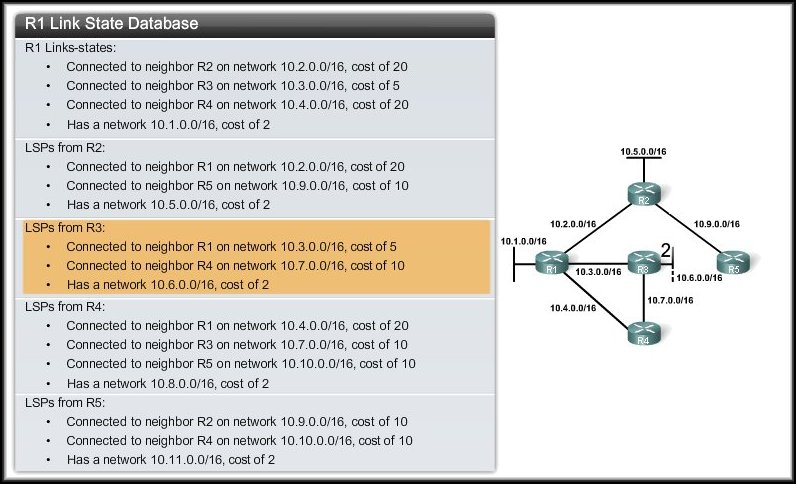 R1 Link State Database
R1 Links-states:
• Connected to neighbor R2 on network 10.2.0.0/16, cost of 20
• Connected to neighbor R3 on network 10.3.0.0/16, cost of 5
• Connected to neighbor R4 on network 10.4.0.0/16, cost of 20
• Has a network 10.1.0.0/16, cost of 2
LSPs from R2:
• Connected to neighbor R1 on network 10.2.0.0/16, cost of 20
• Connected to neighbor R5 on network 10.9.0.0/16, cost of 10
• Has a network 10.5.0.0/16, cost of 2
LSPs from R3:
• Connected to neighbor R1 on network 10.3.0.0/16, cost of 5
• Connected to neighbor R4 on network 10.7.0.0/16, cost of 10
• Has a network 10.6.0.0/16, cost of 2
LSPs from R4:
• Connected to neighbor R1 on network 10.4.0.0/16, cost of 20
• Connected to neighbor R3 on network 10.7.0.0/16, cost of 10
• Connected to neighbor R5 on network 10.10.0.0/16, cost of 10
• Has a network 10.8.0.0/16, cost of 2
LSPs from R5:
• Connected to neighbor R2 on network 10.9.0.0/16, cost of 10
• Connected to neighbor R4 on network 10.10.0.0/16, cost of 10
• Has a network 10.11.0.0/16, cost of 2
10.5.0.0/16
R2
10.2.0.0/16
10.9.0.0/16
10.1.0.0/16
2
R1
10.3.0.0/16
R3
10.6.0.0/16
R5
10.4.0.0/16
10.7.0.0/16
R4